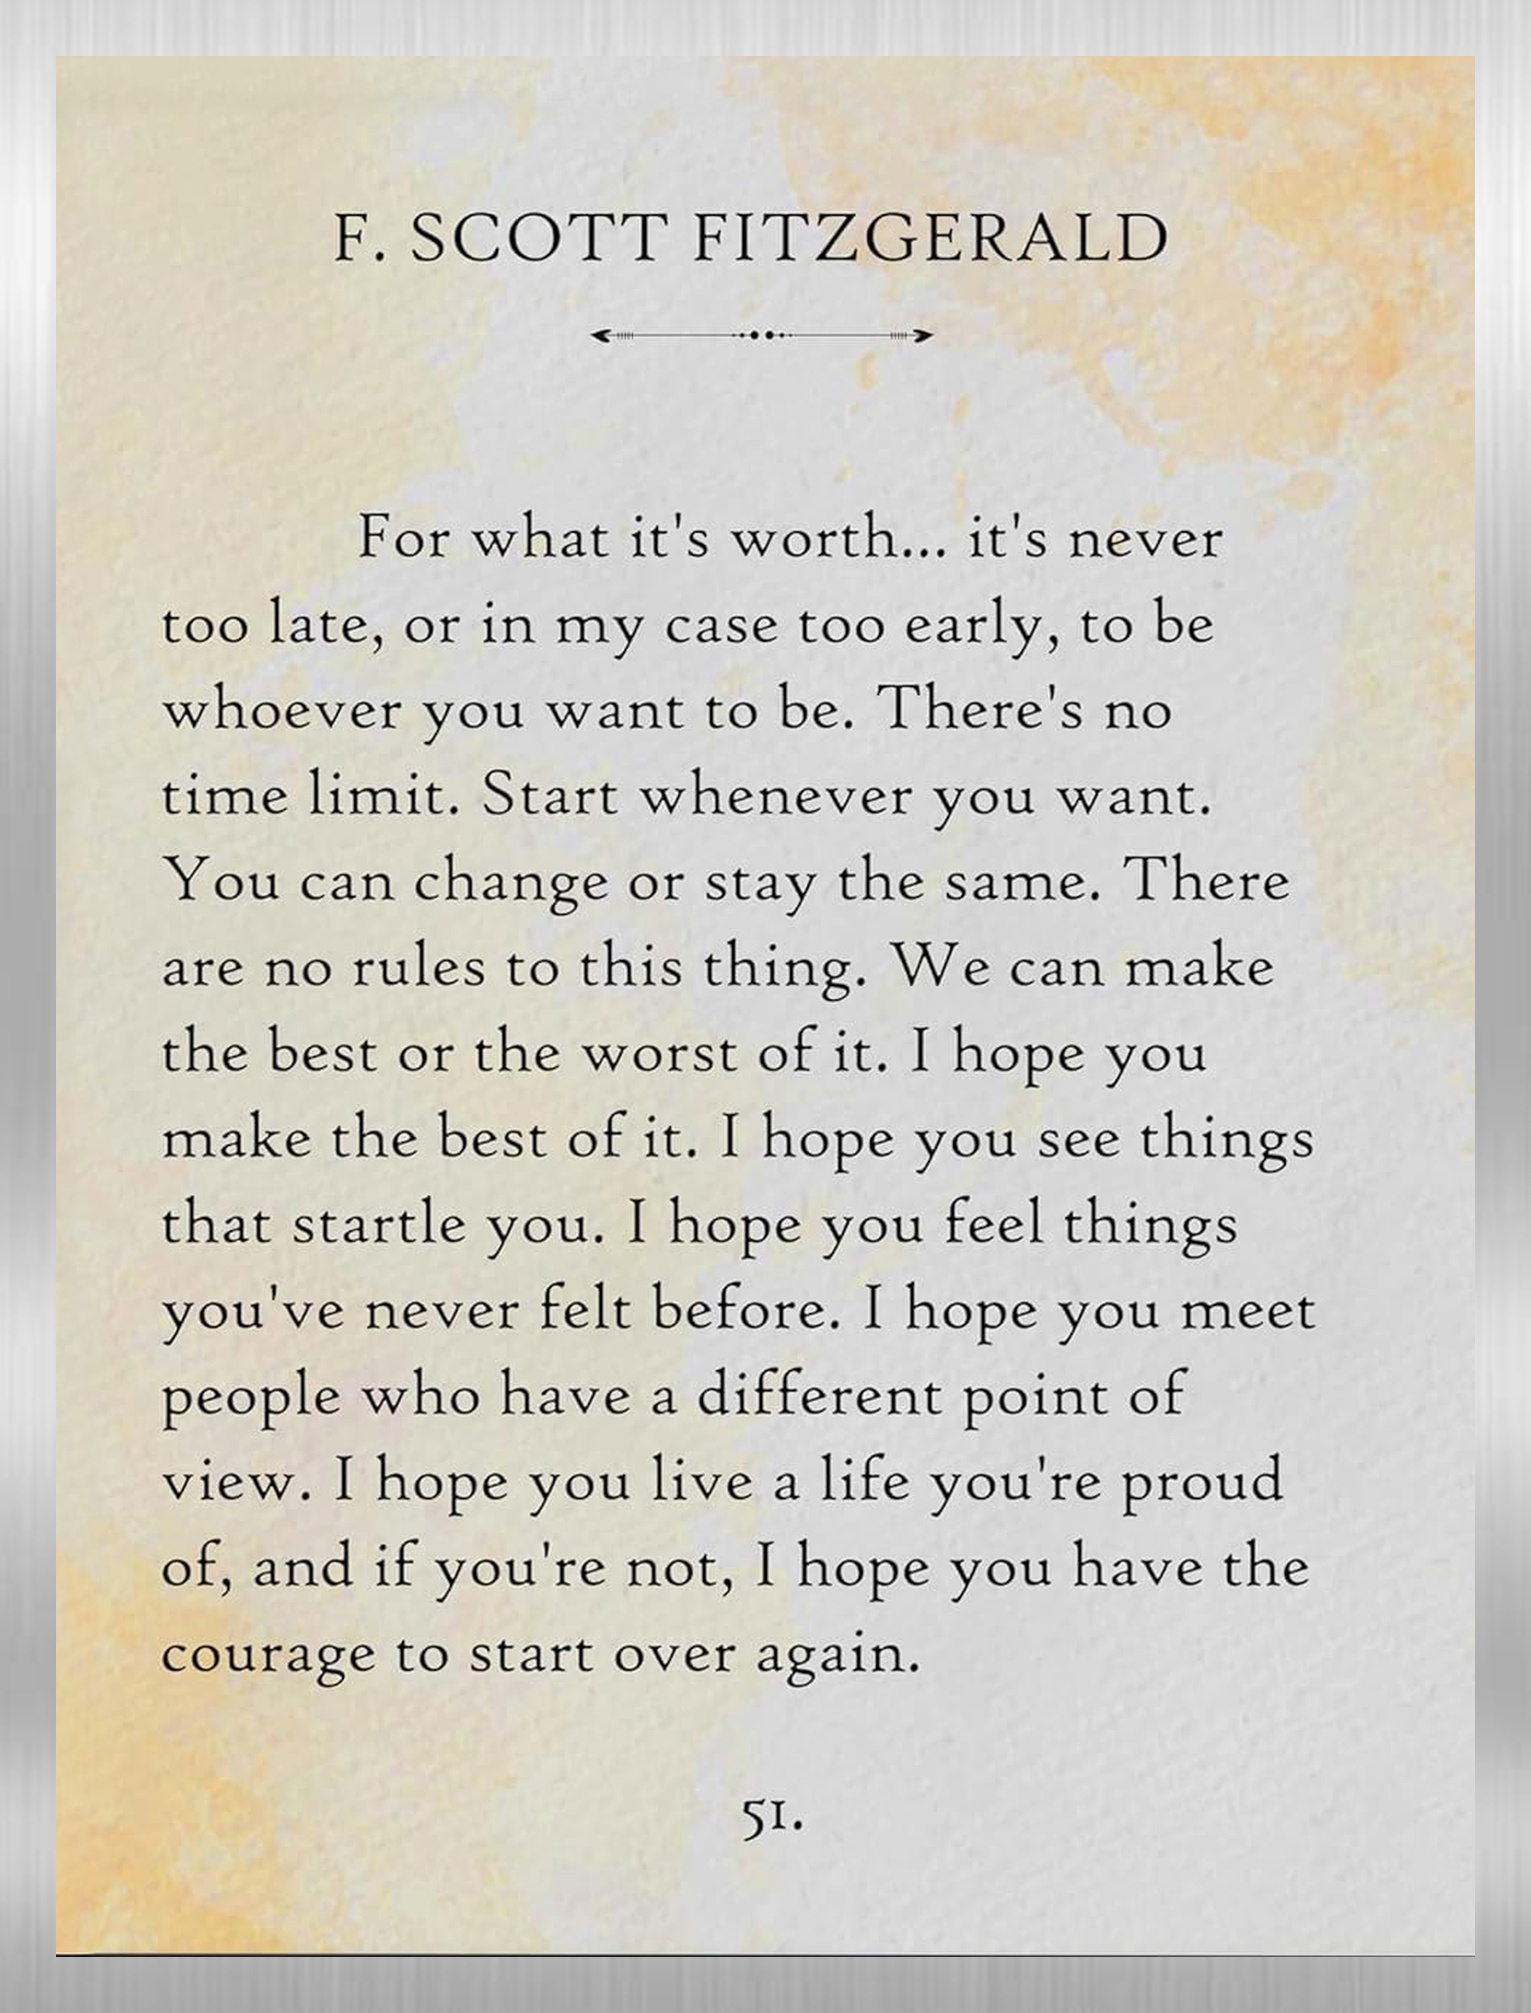 F. SCOTT FITZGERALD
For what it's worth... it's never
too late, or in my case too early, to be
whoever you want to be. There's no
time limit. Start whenever you want.
You can change or stay the same. There
are no rules to this thing. We can make
the best or the worst of it. I hope you
make the best of it. I hope you see things
that startle you. I hope you feel things
you've never felt before. I hope you meet
people who have a different point of
view. I hope you live a life you're proud
of, and if you're not, I hope you have the
courage to start over again.
51.